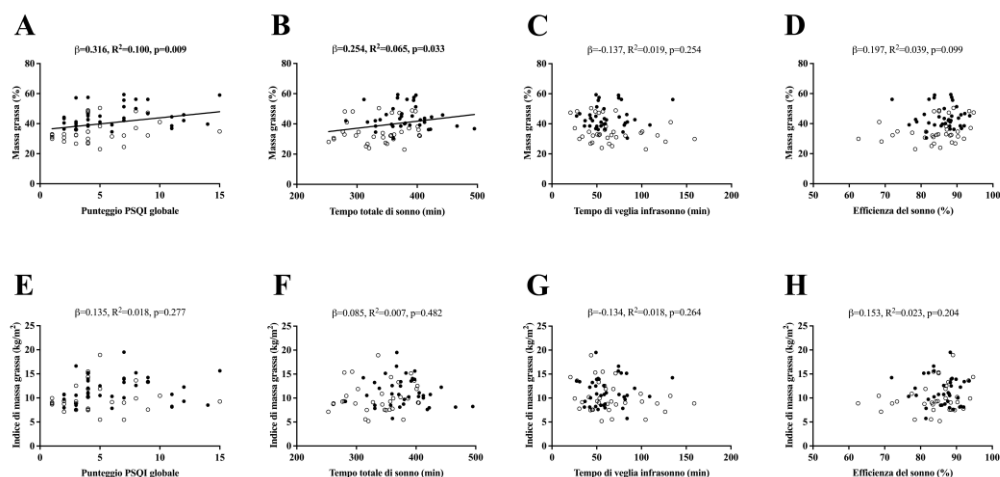 A
B
C
D
β=0.316, R²=0.100, p=0.009
β=0.254, R²=0.065, p=0.033
β=-0.137, R²=0.019, p=0.254
β=0.197, R²=0.039, p=0.099
Massa grassa (%)
80
60
40
20
0
0 5 10 15
Punteggio PSQI globale
Massa grassa (%)
80
60
40
20
0
200 300 400 500
Tempo totale di sonno (min)
Massa grassa (%)
80
60
40
20
0
0 50 100 150 200
Tempo di veglia infrasonno (min)
Massa grassa (%)
80
60
40
20
0
50 60 70 80 90 100
Efficienza del sonno (%)
E
F
G
H
β=0.135, R²=0.018, p=0.277
β=0.085, R²=0.007, p=0.482
β=-0.134, R²=0.018, p=0.264
β=0.153, R²=0.023, p=0.204
Indice di massa grassa (kg/m²)
25
20
15
10
5
0
0 5 10 15
Punteggio PSQI globale
Indice di massa grassa (kg/m²)
25
20
15
10
5
0
200 300 400 500
Tempo totale di sonno (min)
Indice di massa grassa (kg/m²)
25
20
15
10
5
0
0 50 100 150 200
Tempo di veglia infrasonno (min)
Indice di massa grassa (kg/m²)
25
20
15
10
5
0
50 60 70 80 90 100
Efficienza del sonno (%)